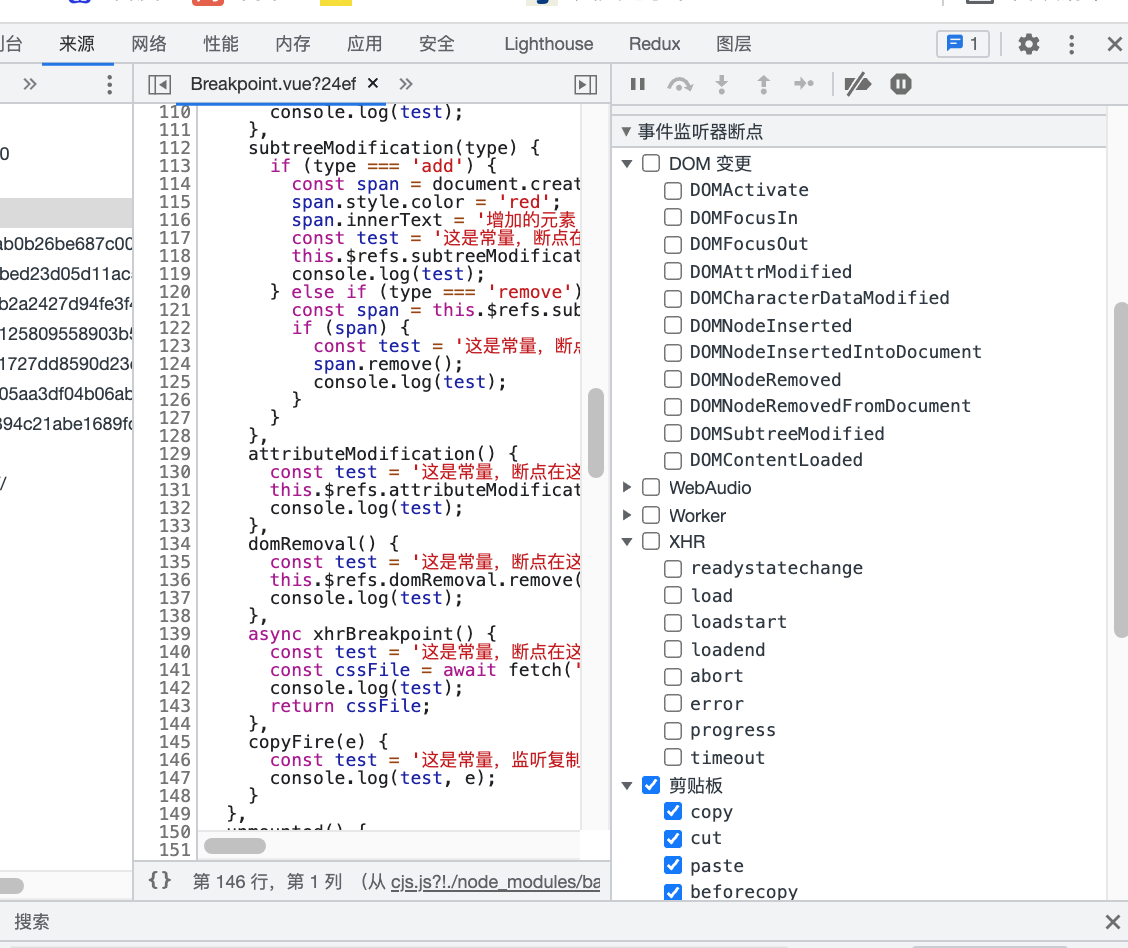 来源 网络 性能 内存 应用 安全 Lighthouse Redux 图层 1
Breakpoint.vue?24ef × »
0
ab0b26be687c00
bed23d05d11ac
b2a2427d94fe3f4
125809558903b5
1727dd8590d23
05aa3df04b06ab
394c21abe1689fc
/
110 console.log(test);
111 },
112 subtreeModification(type) {
113 if (type === 'add') {
114 const span = document.creat
115 span.style.color = 'red';
116 span.innerText = '增加的元素
117 const test = '这是常量，断点在
118 this.$refs.subtreeModificat
119 console.log(test);
120 } else if (type === 'remove')
121 const span = this.$refs.sub
122 if (span) {
123 const test = '这是常量，断点
124 span.remove();
125 console.log(test);
126 }
127 }
128 },
129 attributeModification() {
130 const test = '这是常量，断点在这
131 this.$refs.attributeModificat
132 console.log(test);
133 },
134 domRemoval() {
135 const test = '这是常量，断点在这
136 this.$refs.domRemoval.remove(
137 console.log(test);
138 },
139 async xhrBreakpoint() {
140 const test = '这是常量，断点在这
141 const cssFile = await fetch('
142 console.log(test);
143 return cssFile;
144 },
145 copyFire(e) {
146 const test = '这是常量，监听复制
147 console.log(test, e);
148 }
149 },
150 unmounted() {
151
{} 第 146 行，第 1 列 （从 cjs.js?!./node_modules/ba
事件监听器断点
DOM 变更
DOMActivate
DOMFocusIn
DOMFocusOut
DOMAttrModified
DOMCharacterDataModified
DOMNodeInserted
DOMNodeInsertedIntoDocument
DOMNodeRemoved
DOMNodeRemovedFromDocument
DOMSubtreeModified
DOMContentLoaded
WebAudio
Worker
XHR
readystatechange
load
loadstart
loadend
abort
error
progress
timeout
剪贴板
copy
cut
paste
beforecopy
搜索